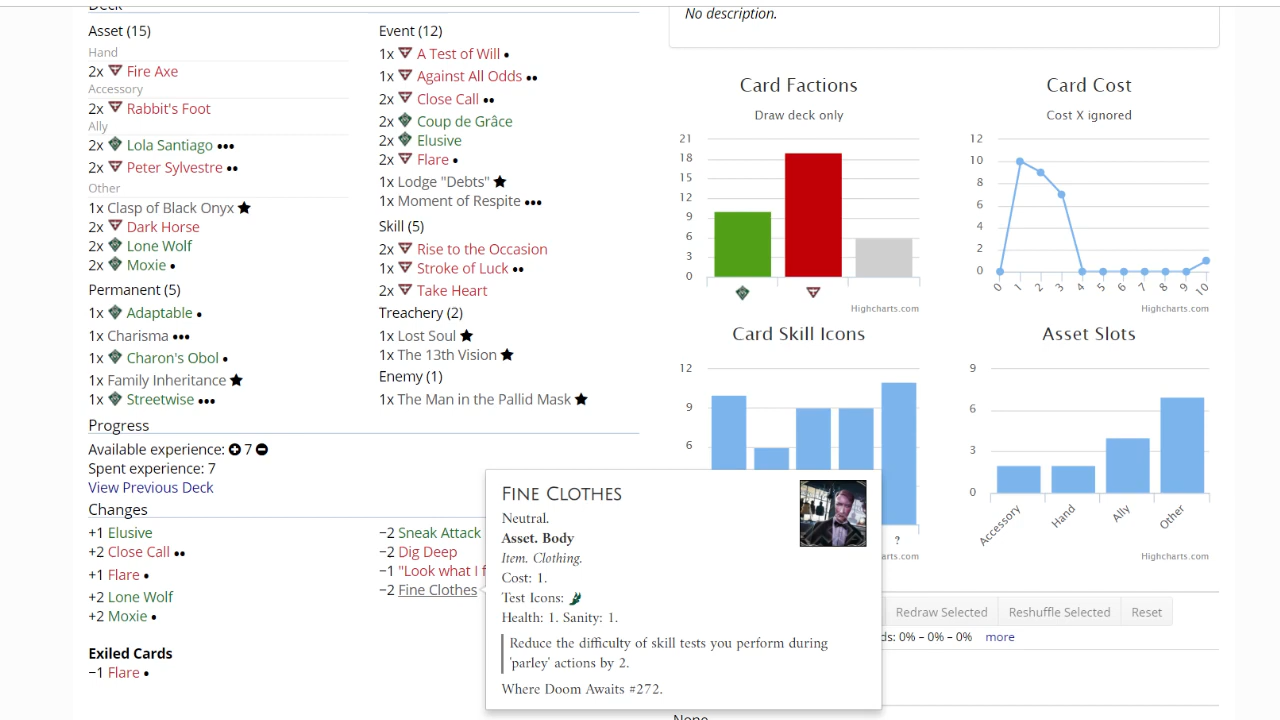 Deck
Asset (15)
Hand
2x Fire Axe
Accessory
2x Rabbit's Foot
Ally
2x Lola Santiago •••
2x Peter Sylvestre ••
Other
1x Clasp of Black Onyx ★
2x Dark Horse
2x Lone Wolf
2x Moxie •
Permanent (5)
1x Adaptable •
1x Charisma •••
1x Charon's Obol •
1x Family Inheritance ★
1x Streetwise •••
Event (12)
1x A Test of Will •
1x Against All Odds ••
2x Close Call ••
2x Coup de Grâce
2x Elusive
2x Flare •
1x Lodge "Debts" ★
1x Moment of Respite •••
Skill (5)
2x Rise to the Occasion
1x Stroke of Luck ••
2x Take Heart
Treachery (2)
1x Lost Soul ★
1x The 13th Vision ★
Enemy (1)
1x The Man in the Pallid Mask ★
Progress
Available experience: 7
Spent experience: 7
View Previous Deck
Changes
+1 Elusive
+2 Close Call ••
+1 Flare •
+2 Lone Wolf
+2 Moxie •
−2 Sneak Attack
−2 Dig Deep
−1 "Look what I f
−2 Fine Clothes
Exiled Cards
−1 Flare •
No description.
Card Factions
Draw deck only
21
18
15
12
9
6
3
0
Highcharts.com
Card Cost
Cost X ignored
12
10
8
6
4
2
0
0 1 2 3 4 5 6 7 8 9 10
Highcharts.com
Card Skill Icons
12
9
6
?
arts.com
Asset Slots
9
6
3
0
Accessory Hand Ally Other
Highcharts.com
FINE CLOTHES
Neutral.
Asset. Body
Item. Clothing.
Cost: 1.
Test Icons:
Health: 1. Sanity: 1.
Reduce the difficulty of skill tests you perform during
'parley' actions by 2.
Where Doom Awaits #272.
Redraw Selected Reshuffle Selected Reset
ds: 0% – 0% – 0% more
None